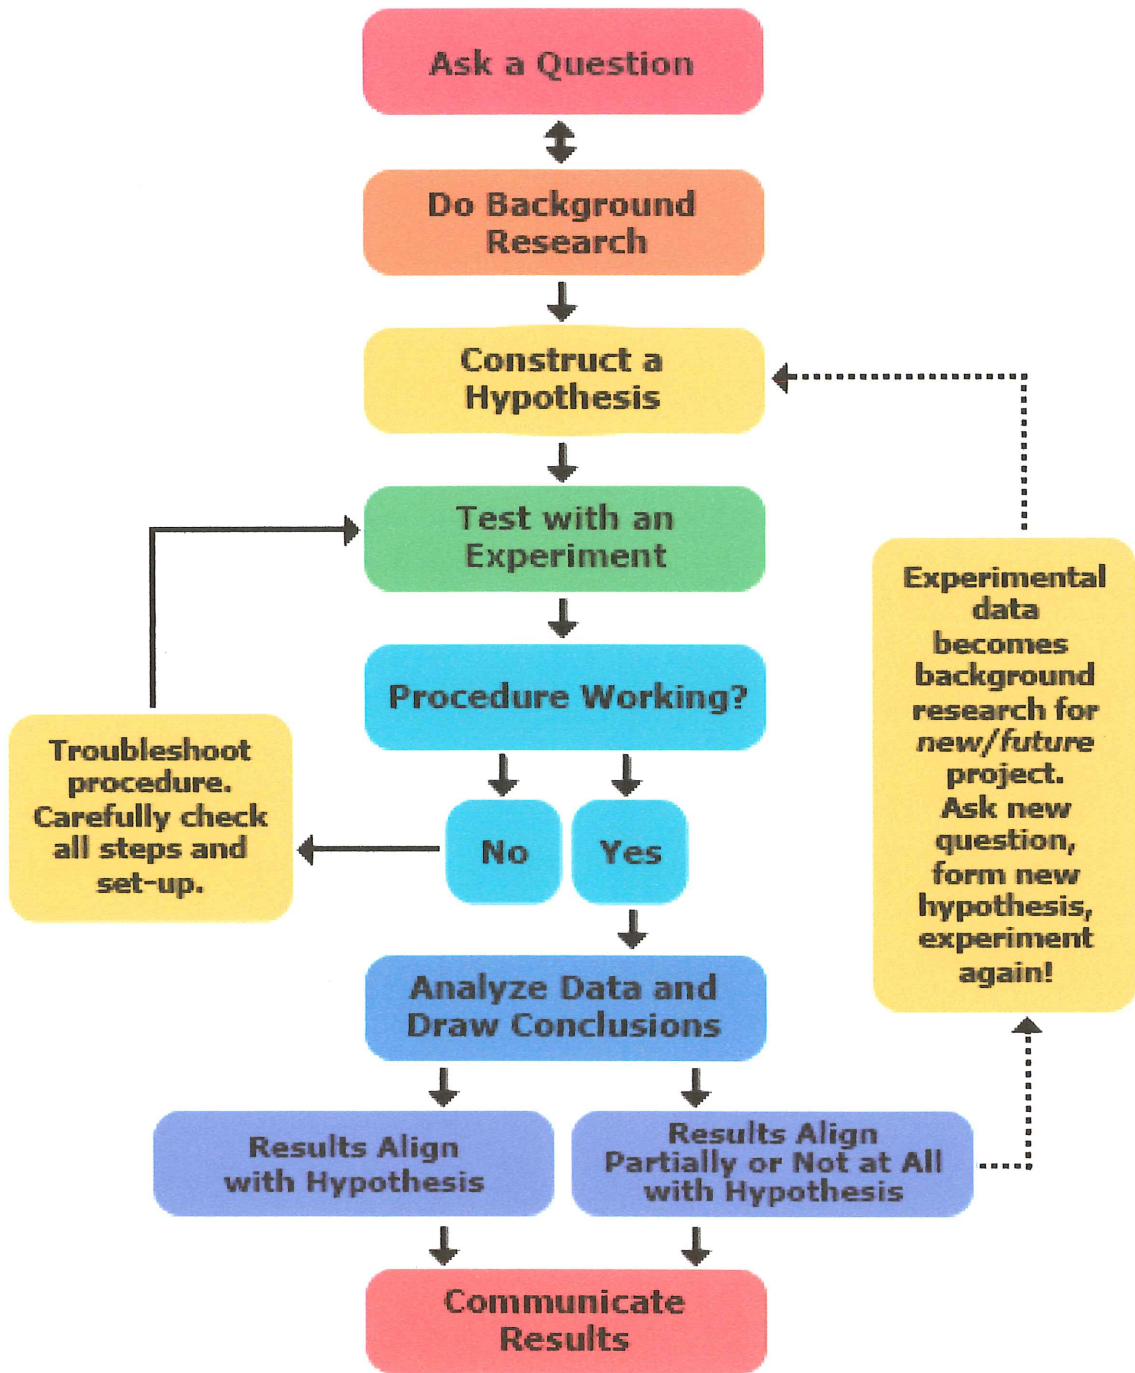 Ask a Question
Do Background
Research
Construct a
Hypothesis
Test with an
Experiment
Procedure Working?
No
Yes
Troubleshoot
procedure.
Carefully check
all steps and
set-up.
Analyze Data and
Draw Conclusions
Results Align
with Hypothesis
Results Align
Partially or Not at All
with Hypothesis
Experimental
data
becomes
background
research for
new/future
project.
Ask new
question,
form new
hypothesis,
experiment
again!
Communicate
Results